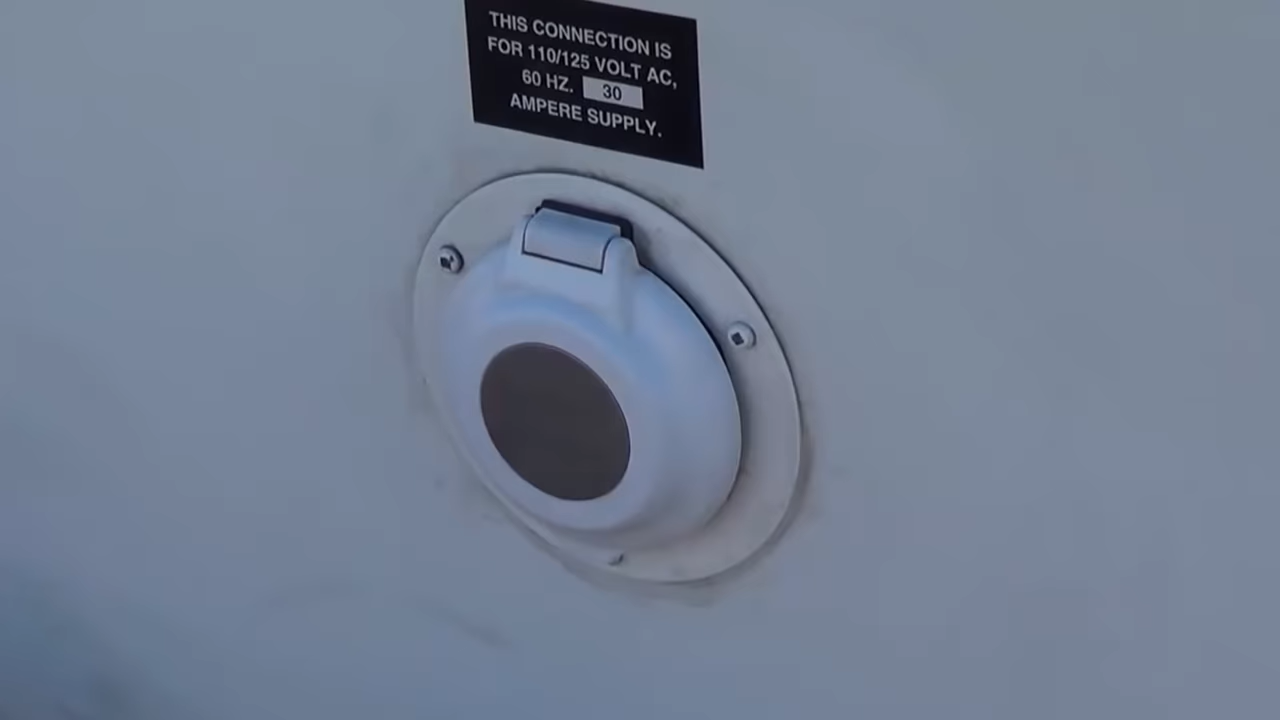 THIS CONNECTION IS
FOR 110/125 VOLT AC,
60 HZ. 30
AMPERE SUPPLY.